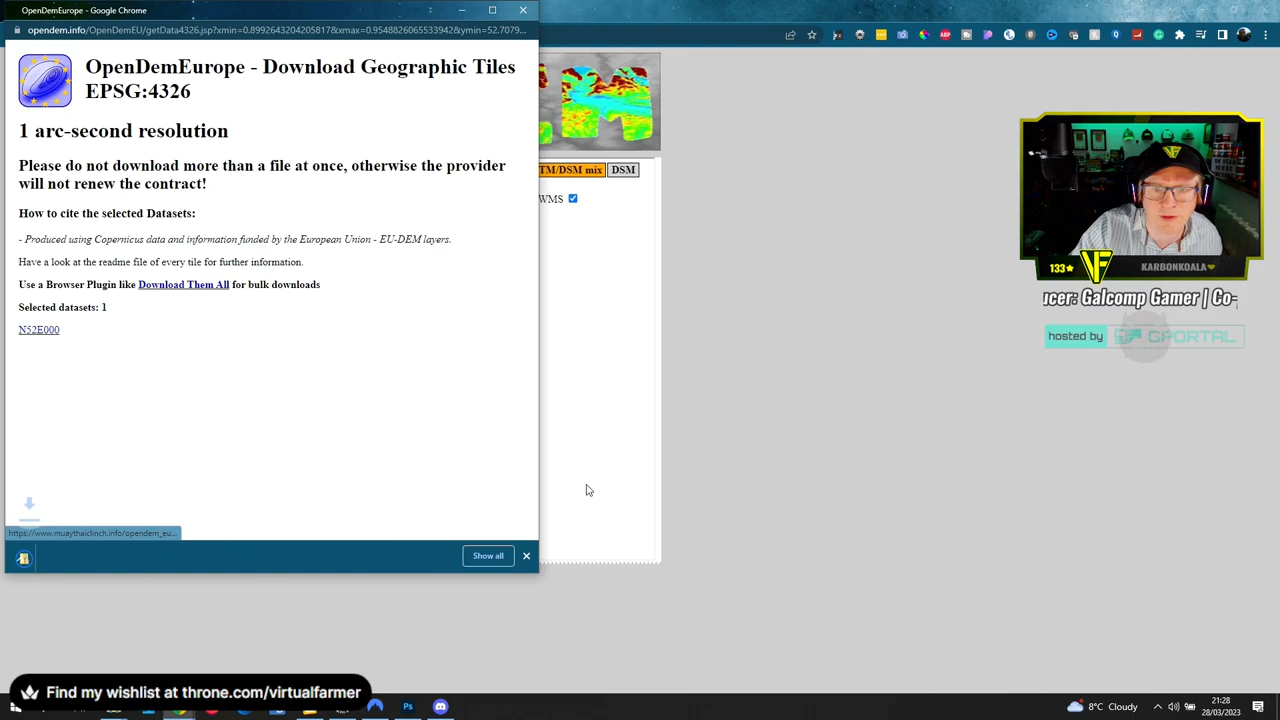 OpenDemEurope - Google Chrome
opendem.info/OpenDemEU/getData4326.jsp?xmin=0.8992643204205817&xmax=0.9548826065533942&ymin=52.7079...
OpenDemEurope - Download Geographic Tiles
EPSG:4326
1 arc-second resolution
Please do not download more than a file at once, otherwise the provider
will not renew the contract!
How to cite the selected Datasets:
- Produced using Copernicus data and information funded by the European Union - EU-DEM layers.
Have a look at the readme file of every tile for further information.
Use a Browser Plugin like Download Them All for bulk downloads
Selected datasets: 1
N52E000
https://www.muaythaiclinch.info/opendem_eu...
Show all
TM/DSM mix DSM
WMS
133
VF
KARBONKOALA
ucer: Galcomp Gamer | Co-
hosted by GPORTAL
Find my wishlist at throne.com/virtualfarmer
Ps
8°C Cloudy
21:28
28/03/2023